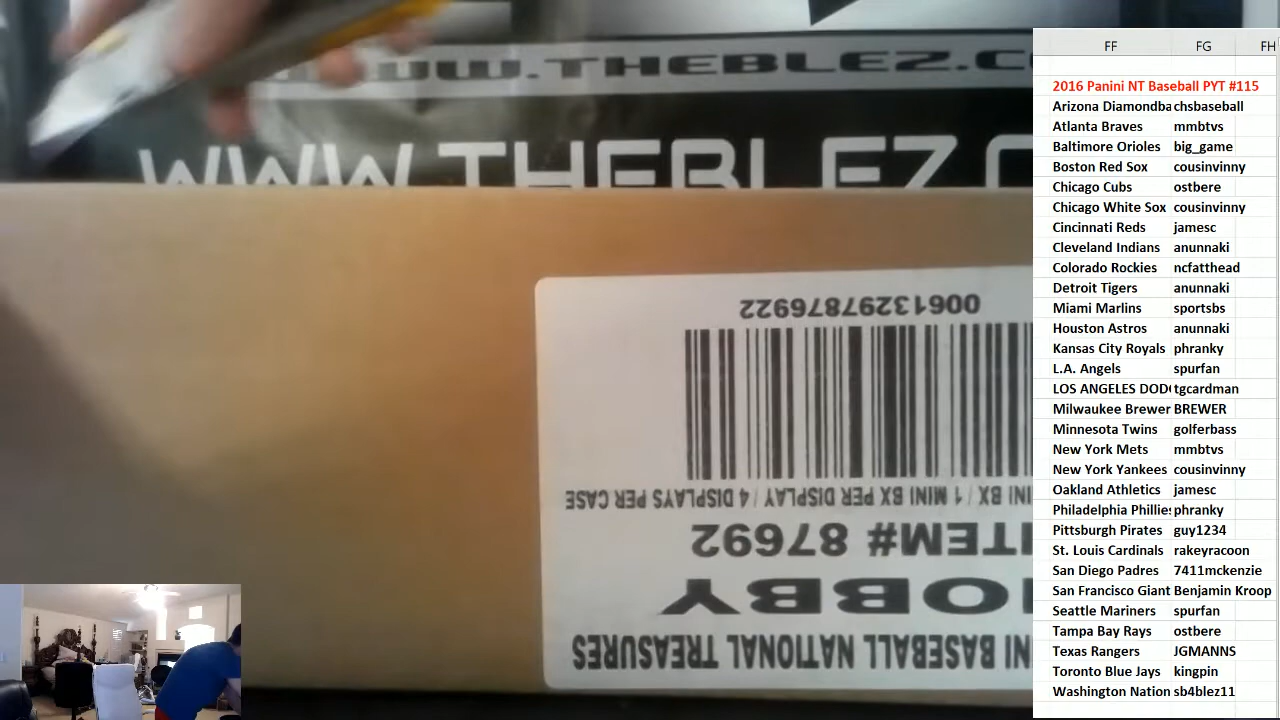 WWW.THEBLEZ.C
WWW.THEBLEZ.C
00613297876922
INI BX / 1 MINI BX PER DISPLAY / 4 DISPLAYS PER CASE
ITEM# 87692
HOBBY
NI BASEBALL NATIONAL TREASURES
FF FG FH
2016 Panini NT Baseball PYT #115
Arizona Diamondba chsbaseball
Atlanta Braves mmbtvs
Baltimore Orioles big_game
Boston Red Sox cousinvinny
Chicago Cubs ostbere
Chicago White Sox cousinvinny
Cincinnati Reds jamesc
Cleveland Indians anunnaki
Colorado Rockies ncfatthead
Detroit Tigers anunnaki
Miami Marlins sportsbs
Houston Astros anunnaki
Kansas City Royals phranky
L.A. Angels spurfan
LOS ANGELES DOD tgcardman
Milwaukee Brewer BREWER
Minnesota Twins golferbass
New York Mets mmbtvs
New York Yankees cousinvinny
Oakland Athletics jamesc
Philadelphia Phillies phranky
Pittsburgh Pirates guy1234
St. Louis Cardinals rakeyracoon
San Diego Padres 7411mckenzie
San Francisco Giant Benjamin Kroop
Seattle Mariners spurfan
Tampa Bay Rays ostbere
Texas Rangers JGMANNS
Toronto Blue Jays kingpin
Washington Nation sb4blez11